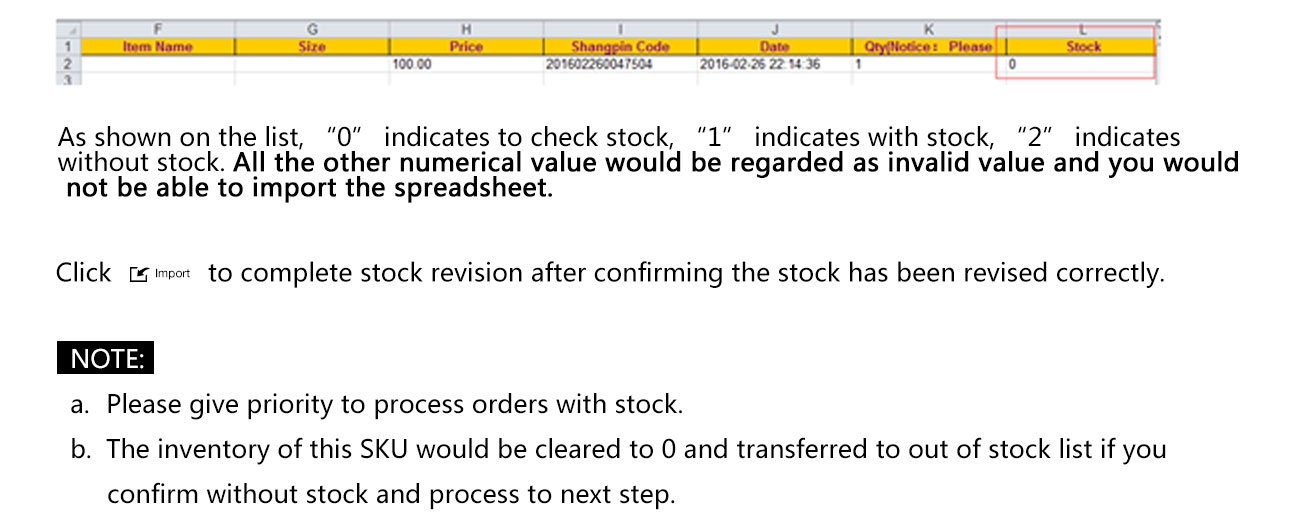 F G H I J K L
1 Item Name Size Price Shangpin Code Date Qty(Notice: Please Stock
2 100.00 201602260047504 2016-02-26 22:14:36 1 0
3
As shown on the list, “0” indicates to check stock, “1” indicates with stock, “2” indicates
without stock. All the other numerical value would be regarded as invalid value and you would
not be able to import the spreadsheet.
Click Import to complete stock revision after confirming the stock has been revised correctly.
NOTE:
a. Please give priority to process orders with stock.
b. The inventory of this SKU would be cleared to 0 and transferred to out of stock list if you
confirm without stock and process to next step.